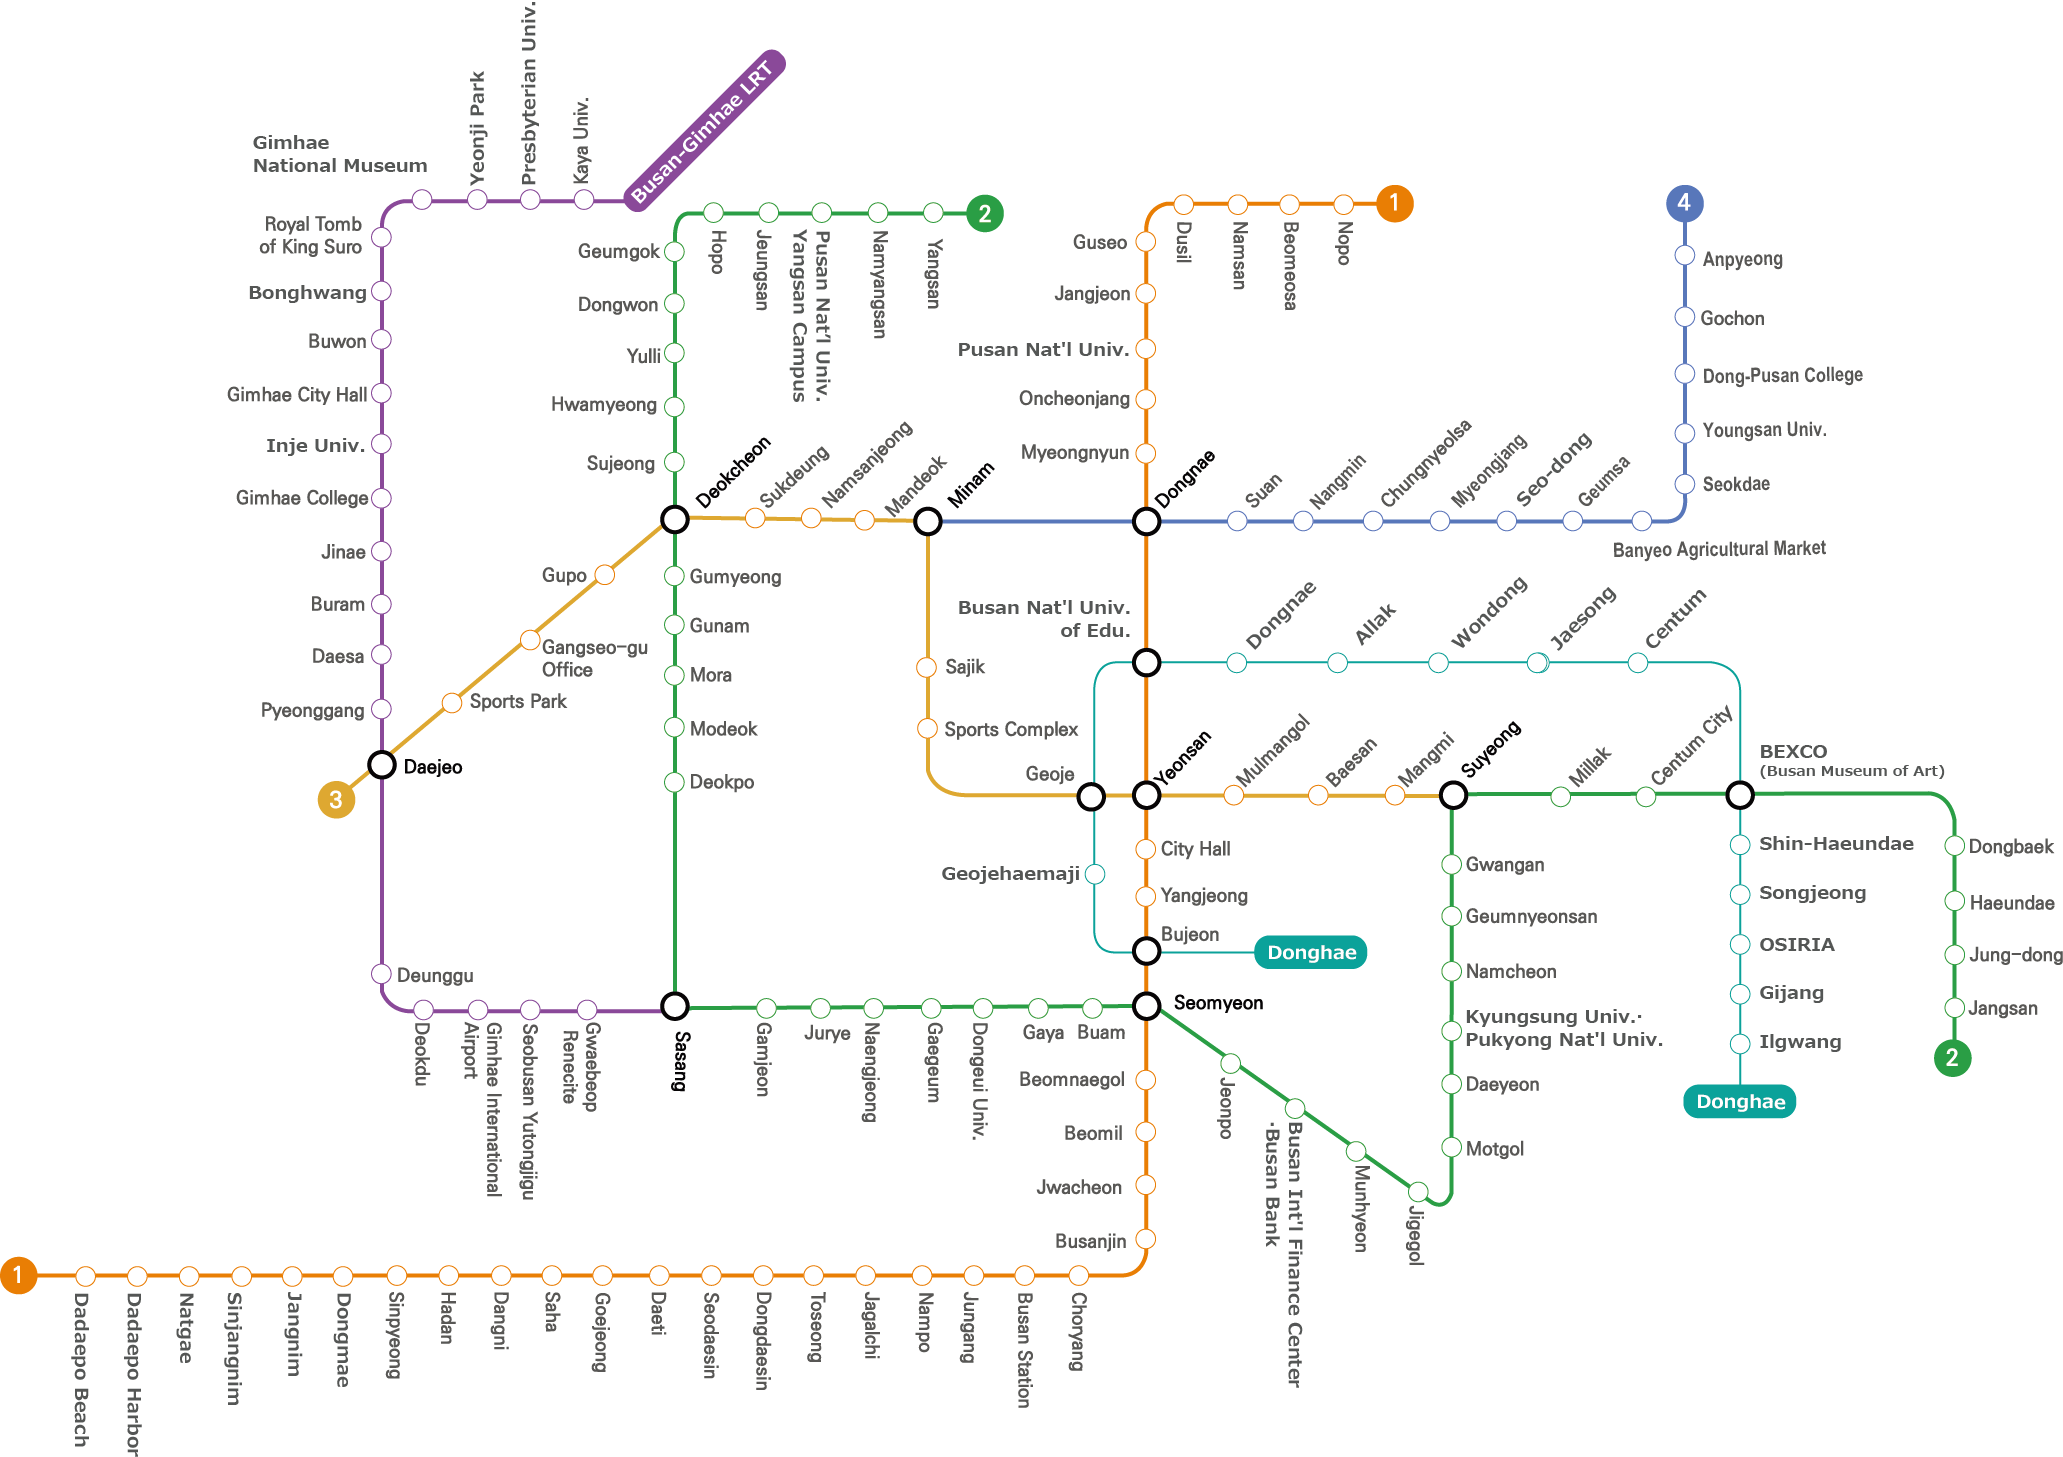 Busan-Gimhae LRT
Kaya Univ.
Presbyterian Univ.
Yeonji Park
Gimhae
National Museum
Royal Tomb
of King Suro
Bonghwang
Buwon
Gimhae City Hall
Inje Univ.
Gimhae College
Jinae
Buram
Daesa
Pyeonggang
Daejeo
Deunggu
Deokdu
Gimhae International
Airport
Seobusan Yutongjigu
Gwaebeop
Renecite
Sasang
2
Yangsan
Namyangsan
Pusan Nat'l Univ.
Yangsan Campus
Jeungsan
Hopo
Geumgok
Dongwon
Yulli
Hwamyeong
Sujeong
Deokcheon
Gumyeong
Gunam
Mora
Modeok
Deokpo
Gamjeon
Jurye
Naengjeong
Gaegeum
Dongeui Univ.
Gaya
Buam
Seomyeon
Jeonpo
Busan Int'l Finance Center
·Busan Bank
Munhyeon
Jigegol
Motgol
Daeyeon
Kyungsung Univ.·
Pukyong Nat'l Univ.
Namcheon
Geumnyeonsan
Gwangan
Suyeong
Millak
Centum City
BEXCO
(Busan Museum of Art)
Dongbaek
Haeundae
Jung-dong
Jangsan
2
3
Sports Park
Gangseo-gu
Office
Gupo
Sukdeung
Namsanjeong
Mandeok
Minam
Sajik
Sports Complex
Geoje
Yeonsan
Mulmangol
Baesan
Mangmi
1
Nopo
Beomeosa
Namsan
Dusil
Guseo
Jangjeon
Pusan Nat'l Univ.
Oncheonjang
Myeongnyun
Dongnae
Busan Nat'l Univ.
of Edu.
City Hall
Yangjeong
Bujeon
Beomnaegol
Beomil
Jwacheon
Busanjin
Choryang
Busan Station
Jungang
Nampo
Jagalchi
Toseong
Dongdaesin
Seodaesin
Daeti
Goejeong
Saha
Dangni
Hadan
Sinpyeong
Dongmae
Jangnim
Sinjangnim
Natgae
Dadaepo Harbor
Dadaepo Beach
1
4
Anpyeong
Gochon
Dong-Pusan College
Youngsan Univ.
Seokdae
Banyeo Agricultural Market
Geumsa
Seo-dong
Myeongjang
Chungnyeolsa
Nangmin
Suan
Donghae
Geojehaemaji
Dongnae
Allak
Wondong
Jaesong
Centum
Shin-Haeundae
Songjeong
OSIRIA
Gijang
Ilgwang
Donghae